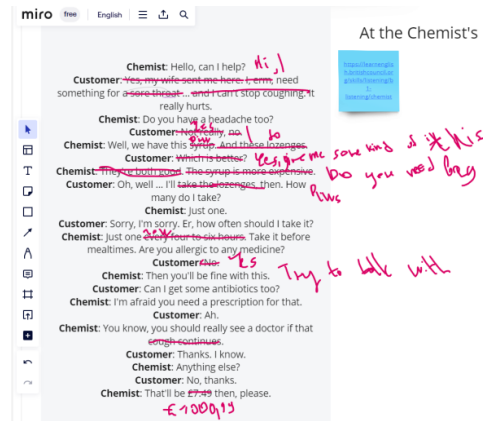 miro free English
At the Chemist's
https://learnenglis
h.britishcouncil.or
Chemist: Hello, can I help? Hi, I
Customer: Yes, my wife sent me here. I, erm, need
something for a sore throat ... and I can't stop coughing. It
really hurts.
Chemist: Do you have a headache too?
yes
Customer: Not really, no. I do
Chemist: Well, we have this syrup. And these lozenges.
Customer: Which is better? Yes, give me some kind of it
Chemist: They're both good. The syrup is more expensive. Do you need
Customer: Oh, well ... I'll take the lozenges, then. How
many do I take?
Chemist: Just one.
Customer: Sorry, I'm sorry. Er, how often should I take it?
Chemist: Just one every four to six hours. Take it before
mealtimes. Are you allergic to any medicine?
Customer: No. Yes
Chemist: Then you'll be fine with this. Try to talk with
Customer: Can I get some antibiotics too?
Chemist: I'm afraid you need a prescription for that.
Customer: Ah.
Chemist: You know, you should really see a doctor if that
cough continues.
Customer: Thanks. I know.
Chemist: Anything else?
Customer: No, thanks.
Chemist: That'll be £7.49 then, please.